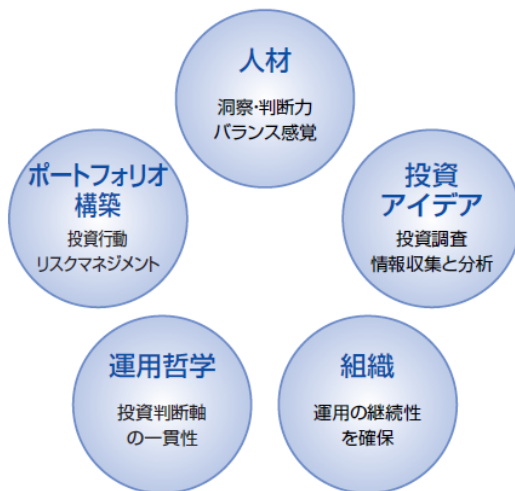 人材
洞察・判断力
バランス感覚
ポートフォリオ
構築
投資行動
リスクマネジメント
投資
アイデア
投資調査
情報収集と分析
運用哲学
投資判断軸
の一貫性
組織
運用の継続性
を確保